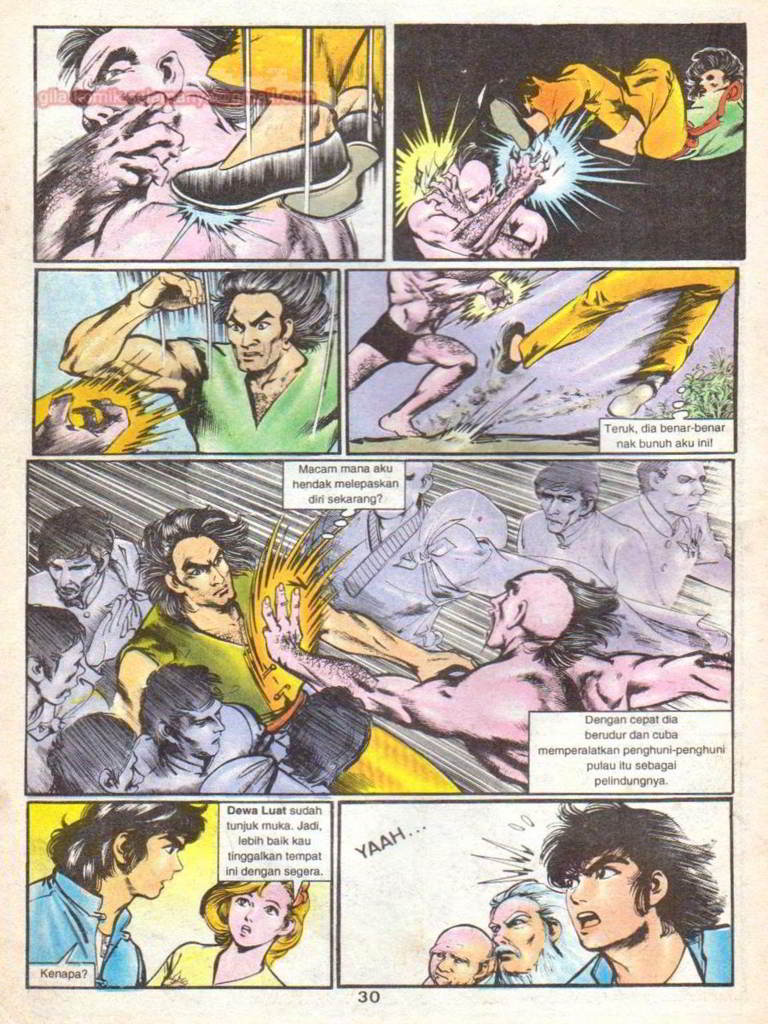 Teruk, dia benar-benar
nak bunuh aku ini!
Macam mana aku
hendak melepaskan
diri sekarang?
Dengan cepat dia
berudur dan cuba
memperalatkan penghuni-penghuni
pulau itu sebagai
pelindungnya.
Dewa Luat sudah
tunjuk muka. Jadi,
lebih baik kau
tinggalkan tempat
ini dengan segera.
Kenapa?
YAAH...
30